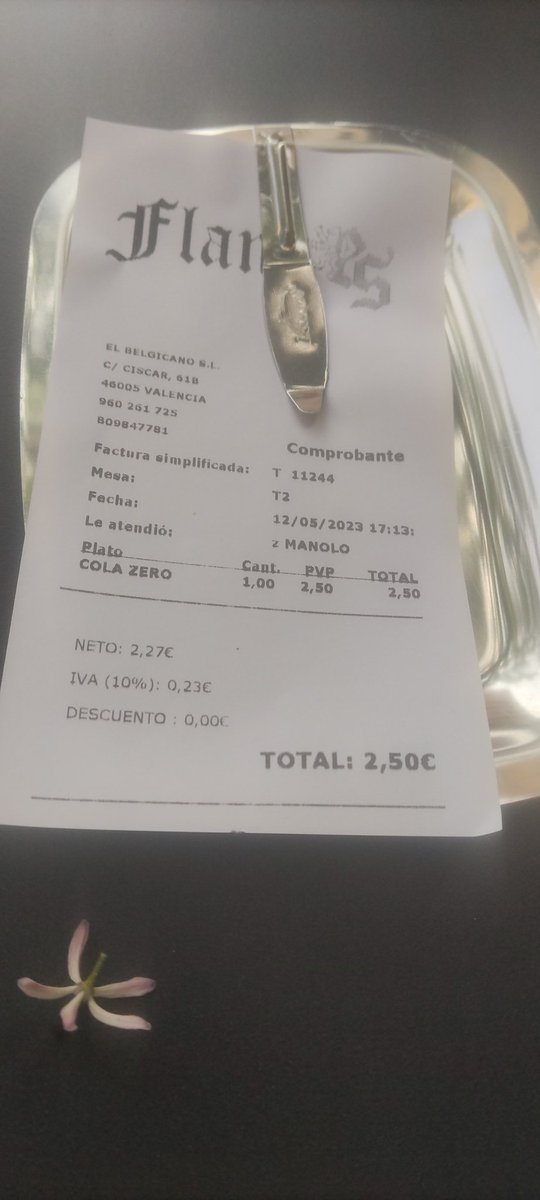 EL BELGICANO S.L.
C/ CISCAR, 61B
46005 VALENCIA
960 261 725
B09847781
Comprobante
Factura simplificada: T 11244
Mesa: T2
Fecha: 12/05/2023 17:13:
Le atendió: 2 MANOLO
Plato Cant. PVP TOTAL
COLA ZERO 1,00 2,50 2,50
NETO: 2,27€
IVA (10%): 0,23€
DESCUENTO : 0,00€
TOTAL: 2,50€